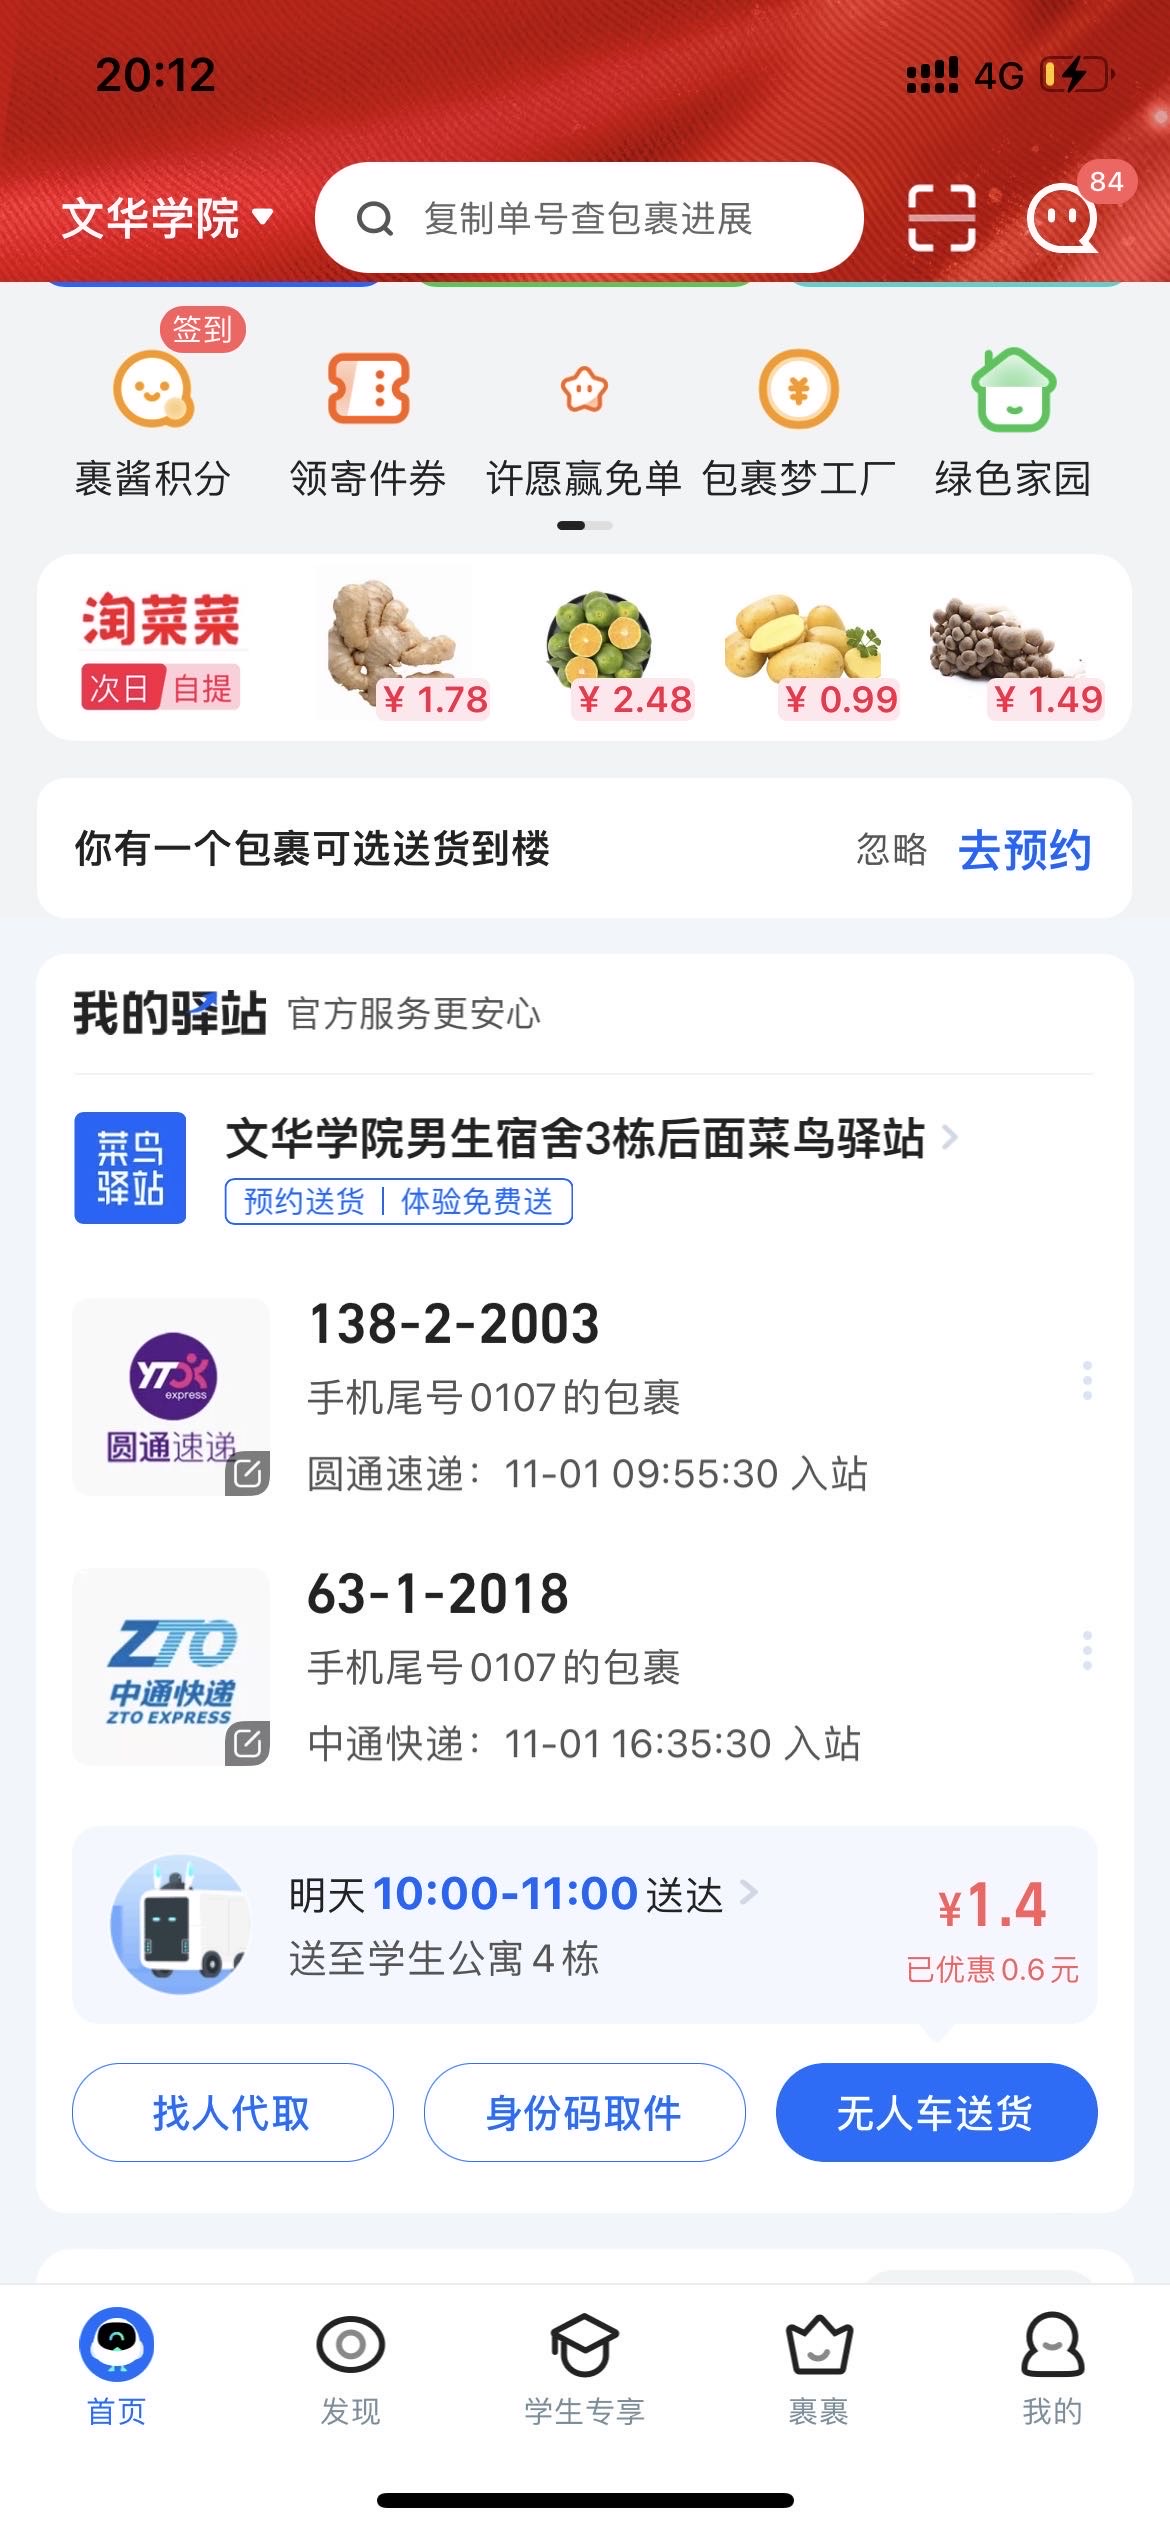 20:12
4G
文华学院
复制单号查包裹进展
84
签到
裹酱积分
领寄件券
许愿赢免单
包裹梦工厂
绿色家园
淘菜菜
次日 自提
¥ 1.78
¥ 2.48
¥ 0.99
¥ 1.49
你有一个包裹可选送货到楼
忽略
去预约
我的驿站
官方服务更安心
菜鸟
驿站
文华学院男生宿舍3栋后面菜鸟驿站
预约送货 | 体验免费送
YTO
express
圆通速递
138-2-2003
手机尾号0107的包裹
圆通速递：11-01 09:55:30 入站
ZTO
中通快递
ZTO EXPRESS
63-1-2018
手机尾号0107的包裹
中通快递：11-01 16:35:30 入站
明天10:00-11:00送达
送至学生公寓4栋
¥1.4
已优惠0.6元
找人代取
身份码取件
无人车送货
首页
发现
学生专享
裹裹
我的